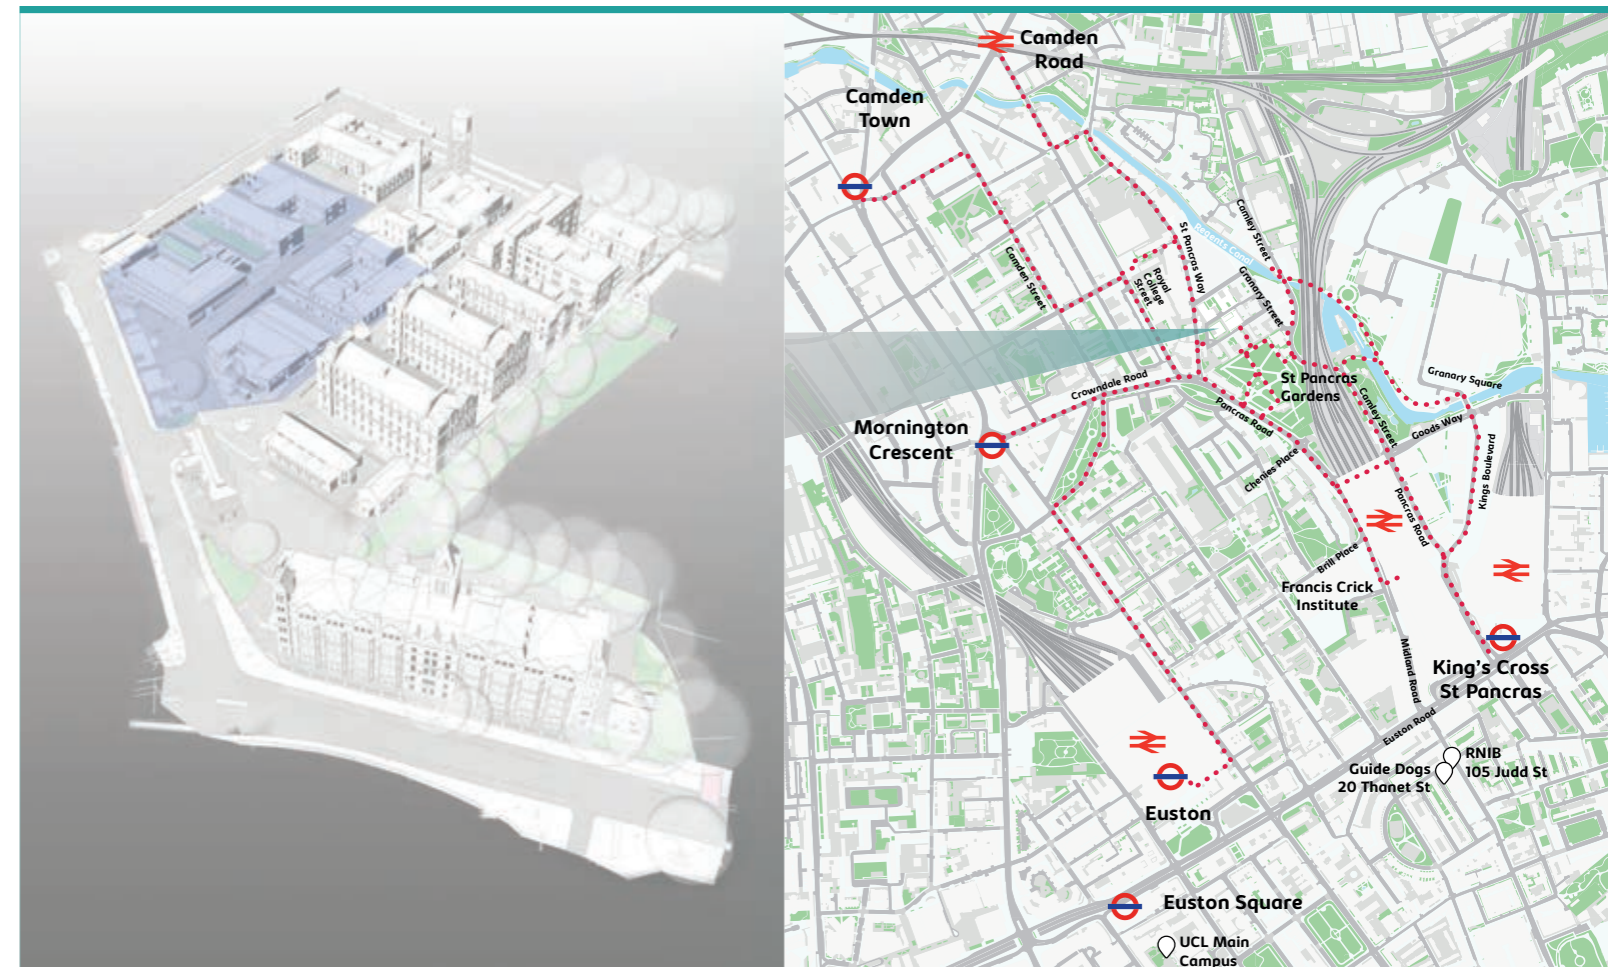 Camden
Road
Camden
Town
Camley Street
St Pancras Way
Regents Canal
Camden Street
Royal
College
Street
Granary Street
St Pancras
Gardens
Granary Square
Crowndale Road
Pancras Road
Camley Street
Goods Way
Mornington
Crescent
Chenies Place
Kings Boulevard
Pancras Road
Brill Place
Francis Crick
Institute
Midland Road
King's Cross
St Pancras
Euston Road
RNIB
105 Judd St
Guide Dogs
20 Thanet St
Euston
Euston Square
UCL Main
Campus